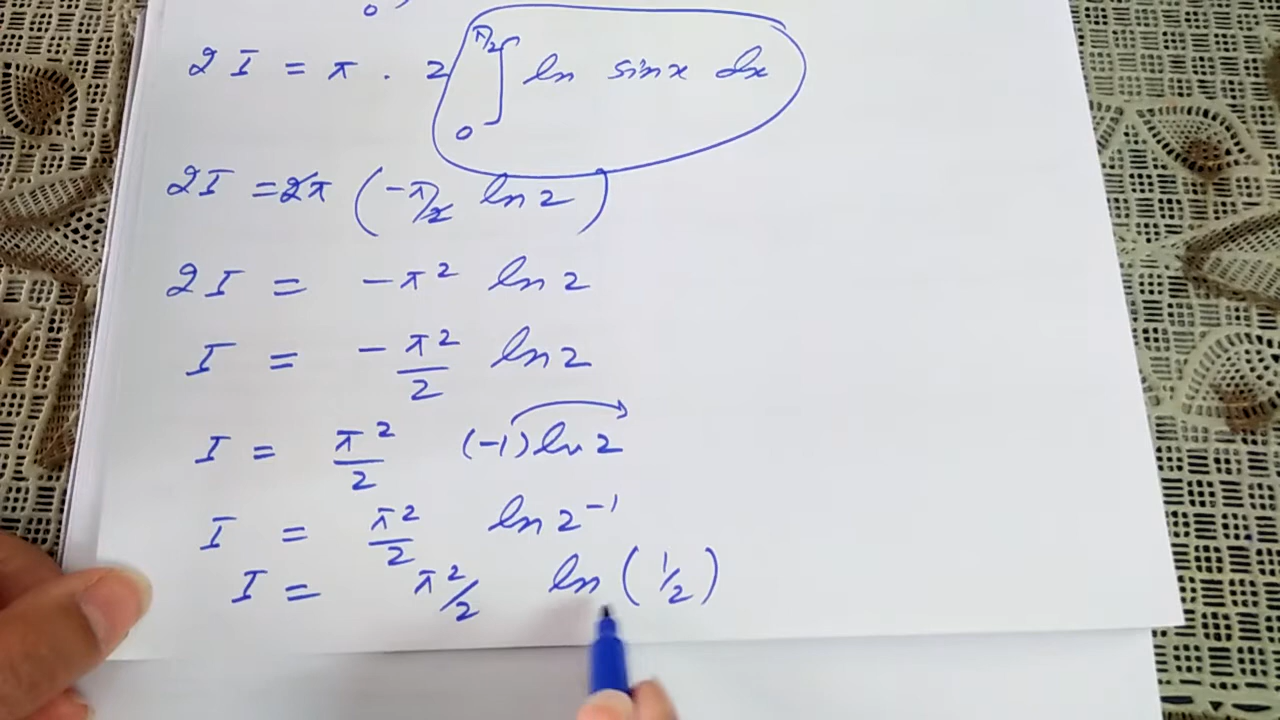 0
2I = π . 2 ∫₀^{π/2} ln sinx dx
2I = 2π (-π/2 ln 2)
2I = -π² ln 2
I = - π²/2 ln 2
I = π²/2 (-1) ln 2
I = π²/2 ln 2⁻¹
I = π²/2 ln (1/2)